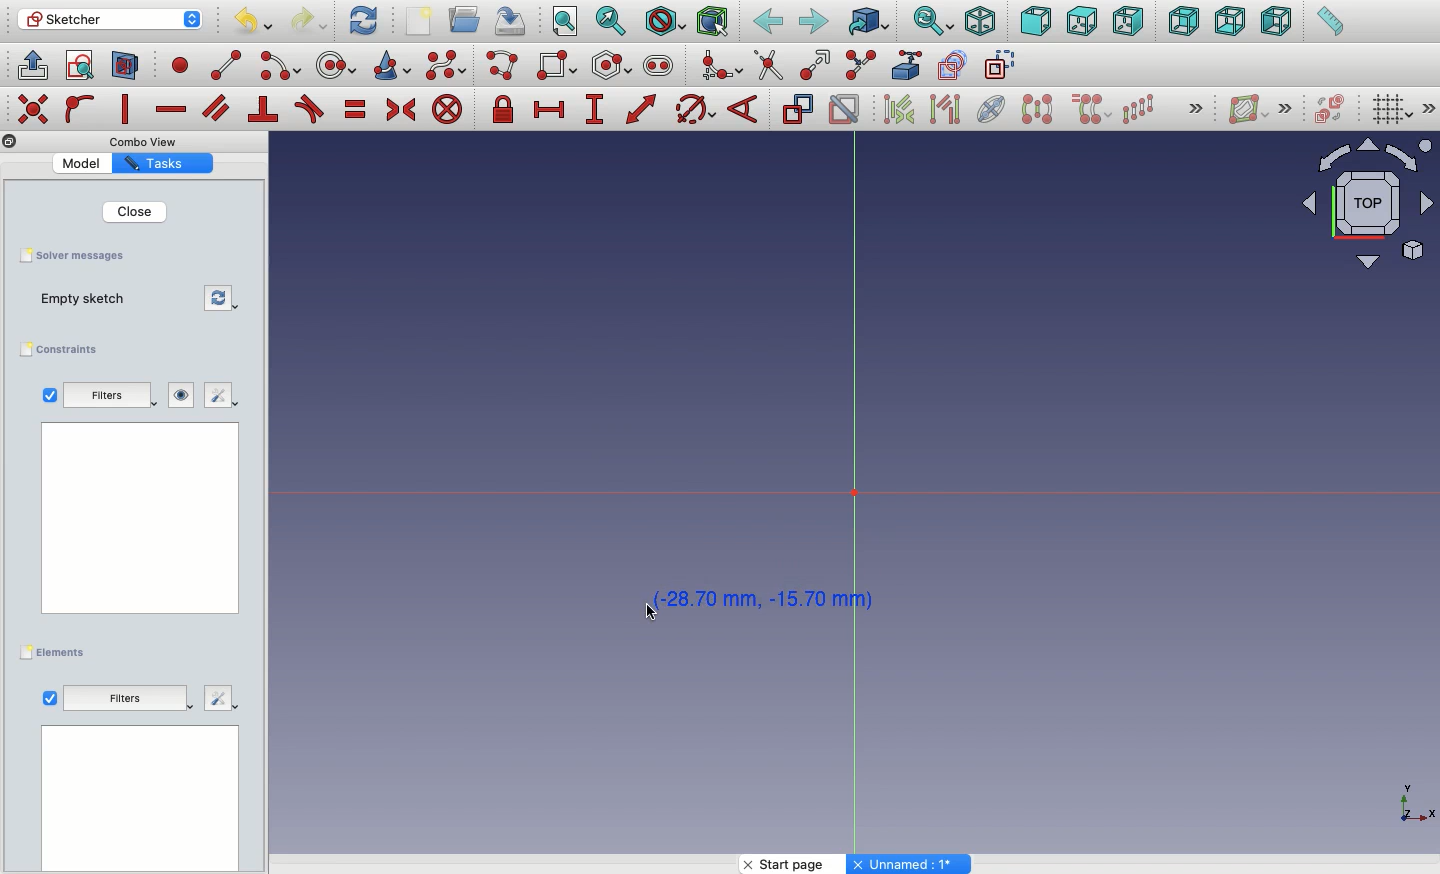 Sketcher
Combo View
Model
Tasks
TOP
Close
Solver messages
Empty sketch
Constraints
Filters
(-28.70 mm, -15.70 mm)
Elements
Filters
Y
Z
X
Start page
Unnamed : 1*